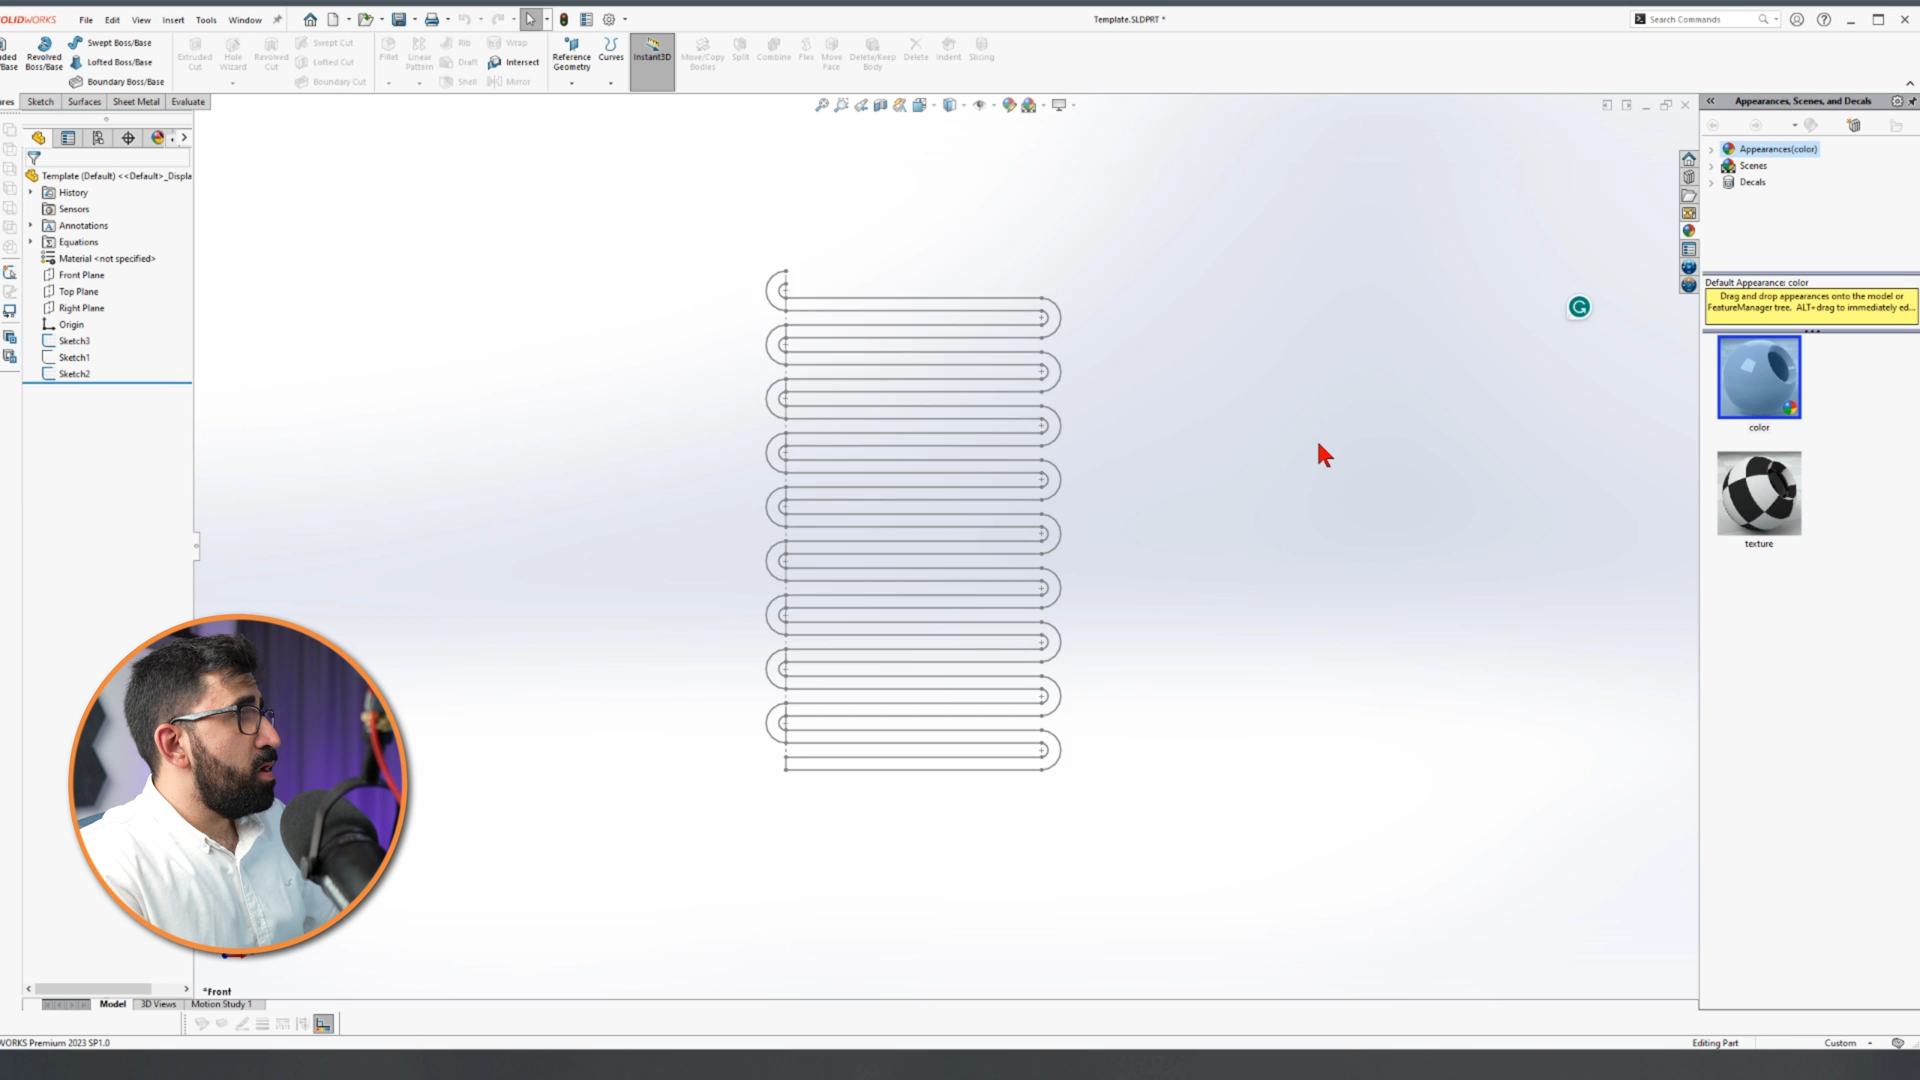 SOLIDWORKS File Edit View Insert Tools Window
Template.SLDPRT *
Search Commands
Revolved Boss/Base
Swept Boss/Base
Lofted Boss/Base
Boundary Boss/Base
Extruded Cut
Hole Wizard
Revolved Cut
Swept Cut
Lofted Cut
Boundary Cut
Fillet
Linear Pattern
Rib
Draft
Shell
Wrap
Intersect
Mirror
Reference Geometry
Curves
Instant3D
Move/Copy Bodies
Split
Combine
Flex
Move Face
Delete/Keep Body
Delete
Indent
Slicing
Sketch Surfaces Sheet Metal Evaluate
Template (Default) <<Default>_Displa
History
Sensors
Annotations
Equations
Material <not specified>
Front Plane
Top Plane
Right Plane
Origin
Sketch3
Sketch1
Sketch2
Appearances, Scenes, and Decals
Appearances(color)
Scenes
Decals
Default Appearance: color
Drag and drop appearances onto the model or
FeatureManager tree. ALT+drag to immediately ed...
color
texture
*Front
Model 3D Views Motion Study 1
WORKS Premium 2023 SP1.0
Editing Part
Custom